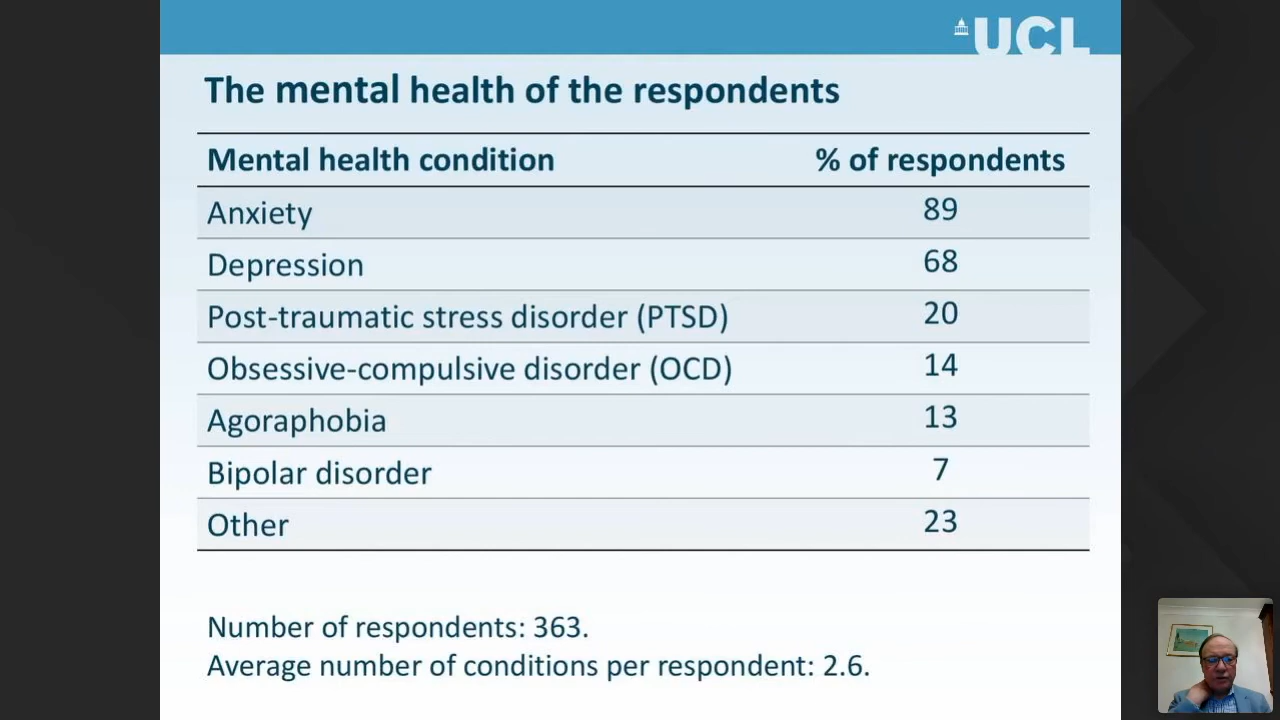 UCL
The mental health of the respondents
Mental health condition % of respondents
Anxiety 89
Depression 68
Post-traumatic stress disorder (PTSD) 20
Obsessive-compulsive disorder (OCD) 14
Agoraphobia 13
Bipolar disorder 7
Other 23
Number of respondents: 363.
Average number of conditions per respondent: 2.6.